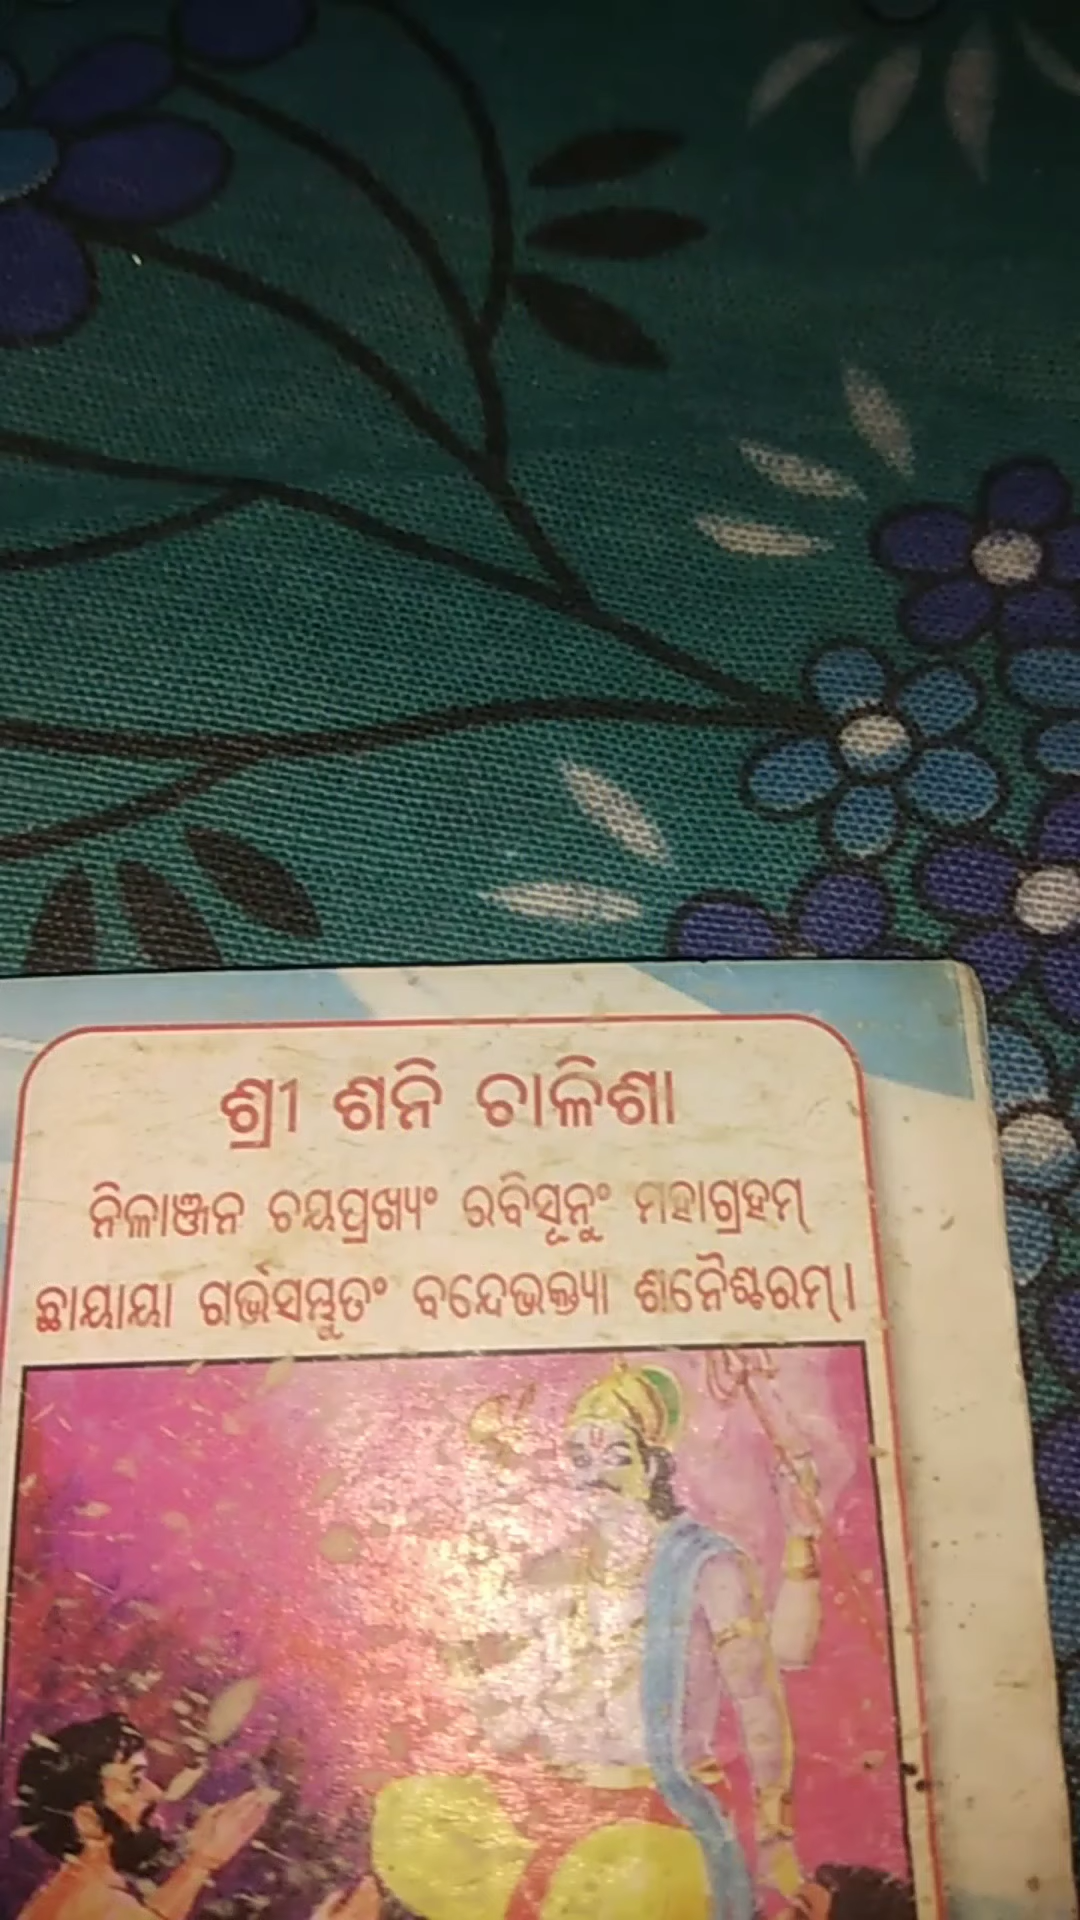 ଶ୍ରୀ ଶନି ଚାଳିଶା
ନିଳାଞ୍ଜନ ଚୟପ୍ରଖ୍ୟଂ ରବିସୂନୁଂ ମହାଗ୍ରହମ୍
ଛାୟାୟା ଗର୍ଭସମ୍ଭୁତଂ ବନ୍ଦେଭକ୍ତ୍ୟା ଶନୈଶ୍ଚରମ୍।